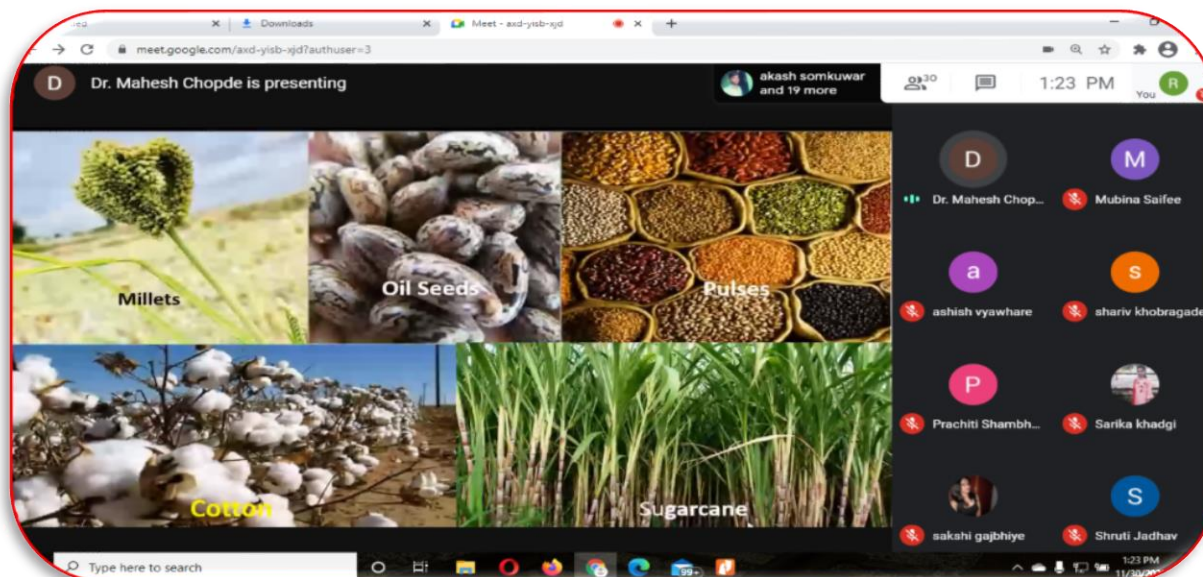 Downloads
Meet - axd-yisb-xjd
meet.google.com/axd-yisb-xjd?authuser=3
D
Dr. Mahesh Chopde is presenting
akash somkuwar
and 19 more
30
1:23 PM
You
R
Millets
Oil Seeds
Pulses
Cotton
Sugarcane
D
Dr. Mahesh Chop...
M
Mubina Saifee
a
ashish vyawhare
s
shariv khobragade
P
Prachiti Shambh...
Sarika khadgi
sakshi gajbhiye
S
Shruti Jadhav
Type here to search
99+
1:23 PM